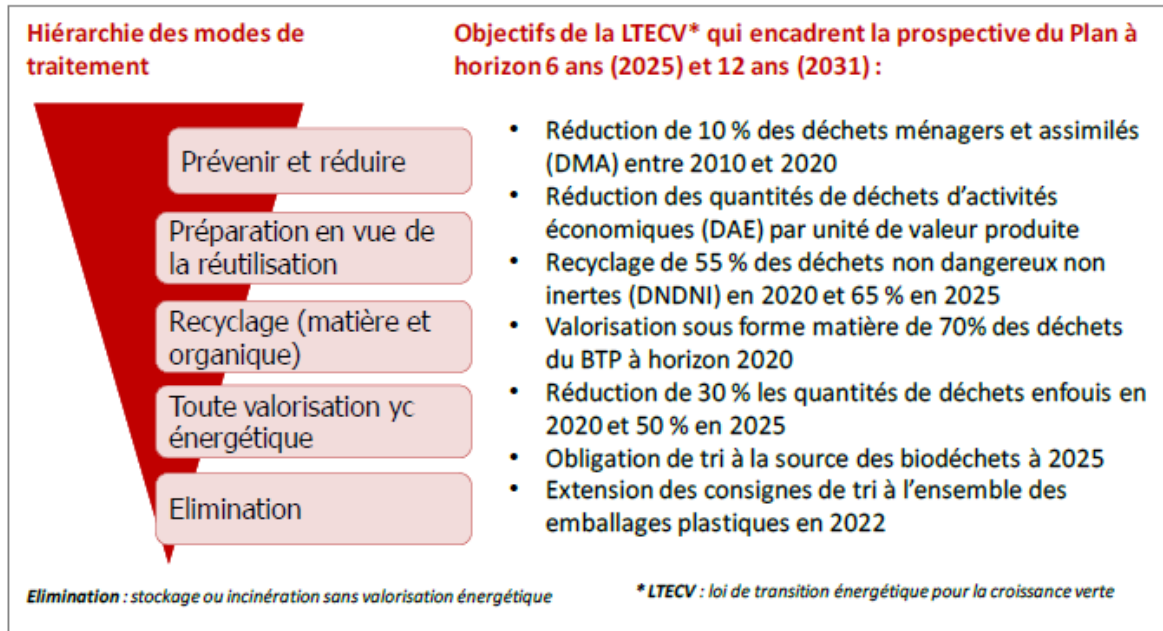 Hiérarchie des modes de
traitement
Prévenir et réduire
Préparation en vue de
la réutilisation
Recyclage (matière et
organique)
Toute valorisation yc
énergétique
Elimination
Objectifs de la LTECV* qui encadrent la prospective du Plan à
horizon 6 ans (2025) et 12 ans (2031) :
• Réduction de 10 % des déchets ménagers et assimilés
(DMA) entre 2010 et 2020
• Réduction des quantités de déchets d'activités
économiques (DAE) par unité de valeur produite
• Recyclage de 55 % des déchets non dangereux non
inertes (DNDNI) en 2020 et 65 % en 2025
• Valorisation sous forme matière de 70% des déchets
du BTP à horizon 2020
• Réduction de 30 % les quantités de déchets enfouis en
2020 et 50 % en 2025
• Obligation de tri à la source des biodéchets à 2025
• Extension des consignes de tri à l'ensemble des
emballages plastiques en 2022
Elimination : stockage ou incinération sans valorisation énergétique
* LTECV : loi de transition énergétique pour la croissance verte